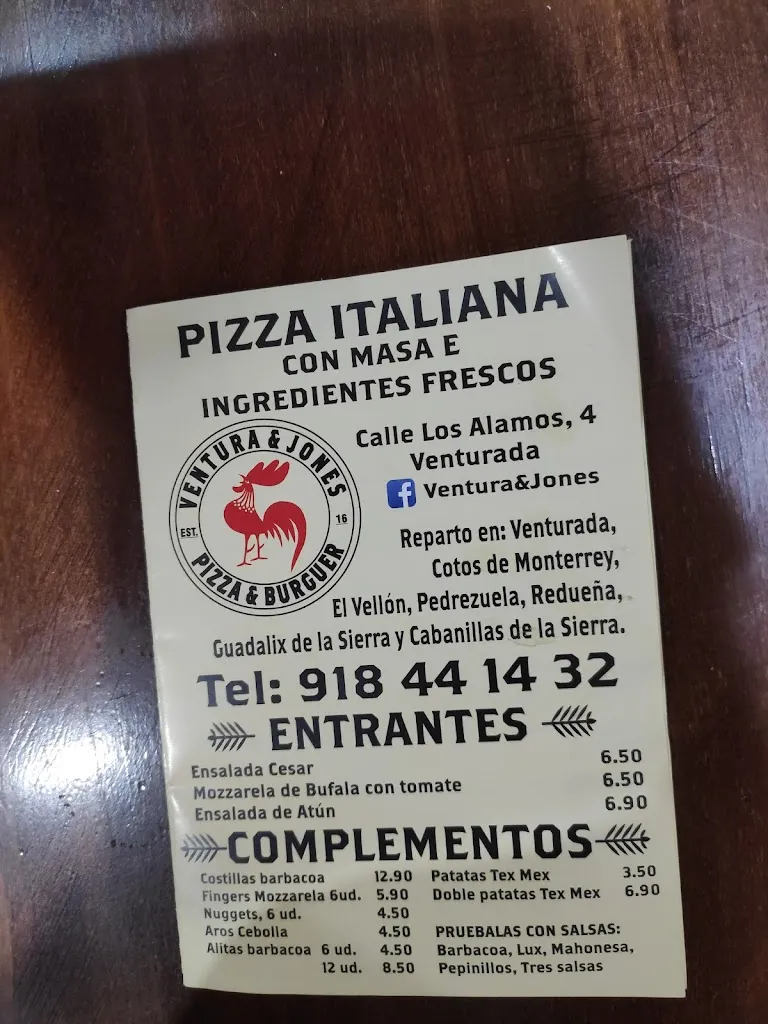 PIZZA ITALIANA
CON MASA E
INGREDIENTES FRESCOS
VENTURA & JONES
EST. 16
PIZZA & BURGUER
Calle Los Alamos, 4
Venturada
f Ventura&Jones
Reparto en: Venturada,
Cotos de Monterrey,
El Vellón, Pedrezuela, Redueña,
Guadalix de la Sierra y Cabanillas de la Sierra.
Tel: 918 44 14 32
ENTRANTES
Ensalada Cesar 6.50
Mozzarela de Bufala con tomate 6.50
Ensalada de Atún 6.90
COMPLEMENTOS
Costillas barbacoa 12.90
Fingers Mozzarela 6ud. 5.90
Nuggets, 6 ud. 4.50
Aros Cebolla 4.50
Alitas barbacoa 6 ud. 4.50
12 ud. 8.50
Patatas Tex Mex 3.50
Doble patatas Tex Mex 6.90
PRUEBALAS CON SALSAS:
Barbacoa, Lux, Mahonesa,
Pepinillos, Tres salsas